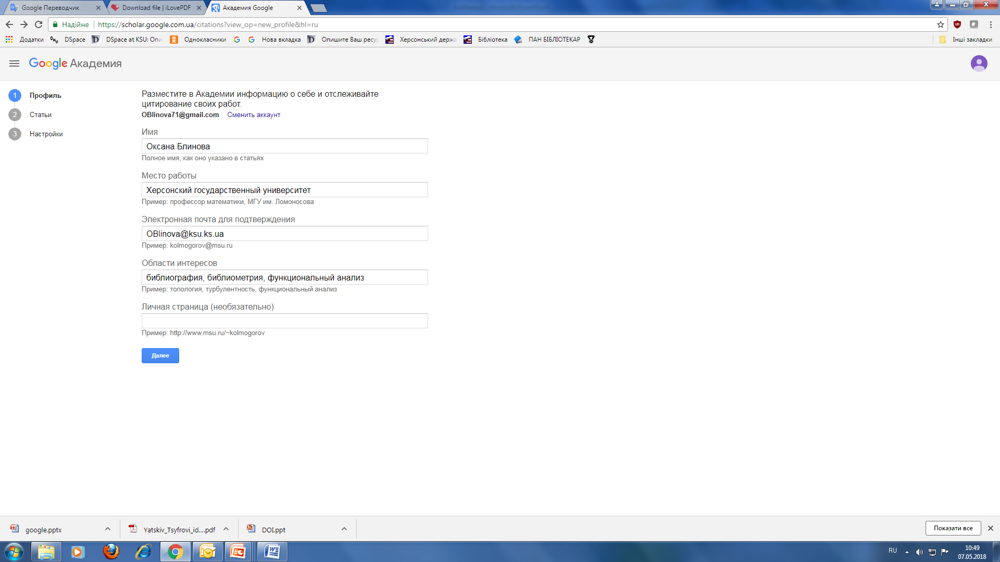 Google Переводчик
Download file | iLovePDF
Академия Google
Надійне
https://scholar.google.com.ua/citations?view_op=new_profile&hl=ru
Додатки
DSpace
DSpace at KSU: Опи
Однокласники
Нова вкладка
Опишите Ваш ресу
Херсонський держа
Бібліотека
ПАН БІБЛІОТЕКАР
Інші закладки
Google Академия
1 Профиль
2 Статьи
3 Настройки
Разместите в Академии информацию о себе и отслеживайте
цитирование своих работ.
OBlinova71@gmail.com Сменить аккаунт
Имя
Оксана Блинова
Полное имя, как оно указано в статьях
Место работы
Херсонский государственный университет
Пример: профессор математики, МГУ им. Ломоносова
Электронная почта для подтверждения
OBlinova@ksu.ks.ua
Пример: kolmogorov@msu.ru
Области интересов
библиография, библиометрия, функциональный анализ
Пример: топология, турбулентность, функциональный анализ
Личная страница (необязательно)
Пример: http://www.msu.ru/~kolmogorov
Далее
google.pptx
Yatskiv_Tsyfrovi_id....pdf
DOI.ppt
Показати все
RU
10:49
07.05.2018